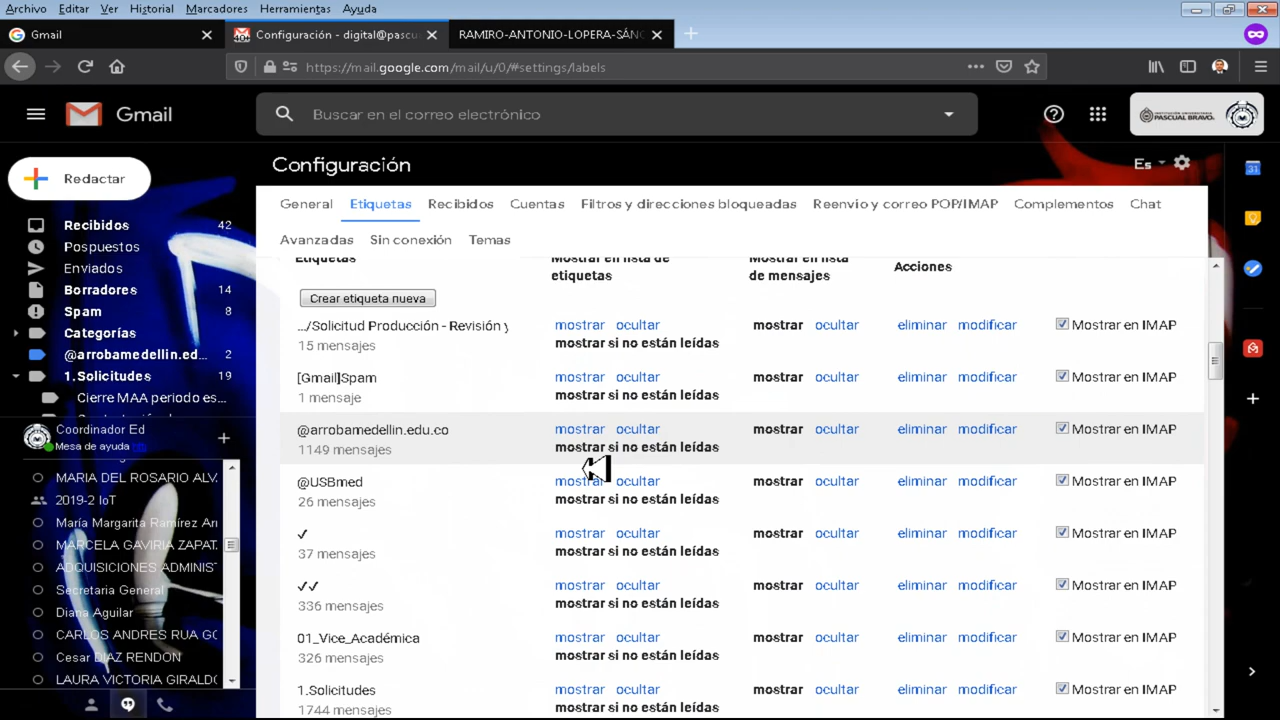 Archivo Editar Ver Historial Marcadores Herramientas Ayuda
Gmail
40+ Configuración - digital@pascu
RAMIRO-ANTONIO-LOPERA-SÁNC
https://mail.google.com/mail/u/0/#settings/labels
Gmail
Buscar en el correo electrónico
INSTITUCIÓN UNIVERSITARIA
PASCUAL BRAVO
Configuración
Es
Redactar
General Etiquetas Recibidos Cuentas Filtros y direcciones bloqueadas Reenvío y correo POP/IMAP Complementos Chat
Avanzadas Sin conexión Temas
Recibidos 42
Pospuestos
Enviados
Borradores 14
Spam 8
Categorías
@arrobamedellin.ed... 2
1.Solicitudes 19
Cierre MAA periodo es...
Coordinador Ed
Mesa de ayuda
MARIA DEL ROSARIO ALV
2019-2 IoT
María Margarita Ramírez Arr
MARCELA GAVIRIA ZAPAT.
ADQUISICIONES ADMINIS
Secretaria General
Diana Aguilar
CARLOS ANDRES RUA GO
Cesar DIAZ RENDON
LAURA VICTORIA GIRALDO
Etiquetas Mostrar en lista de etiquetas Mostrar en lista de mensajes Acciones
Crear etiqueta nueva
.../Solicitud Producción - Revisión y mostrar ocultar mostrar ocultar eliminar modificar Mostrar en IMAP
15 mensajes mostrar si no están leídas
[Gmail]Spam mostrar ocultar mostrar ocultar eliminar modificar Mostrar en IMAP
1 mensaje mostrar si no están leídas
@arrobamedellin.edu.co mostrar ocultar mostrar ocultar eliminar modificar Mostrar en IMAP
1149 mensajes mostrar si no están leídas
@USBmed mostrar ocultar mostrar ocultar eliminar modificar Mostrar en IMAP
26 mensajes mostrar si no están leídas
✓ mostrar ocultar mostrar ocultar eliminar modificar Mostrar en IMAP
37 mensajes mostrar si no están leídas
✓✓ mostrar ocultar mostrar ocultar eliminar modificar Mostrar en IMAP
336 mensajes mostrar si no están leídas
01_Vice_Académica mostrar ocultar mostrar ocultar eliminar modificar Mostrar en IMAP
326 mensajes mostrar si no están leídas
1.Solicitudes mostrar ocultar mostrar ocultar eliminar modificar Mostrar en IMAP
1744 mensajes mostrar si no están leídas
31